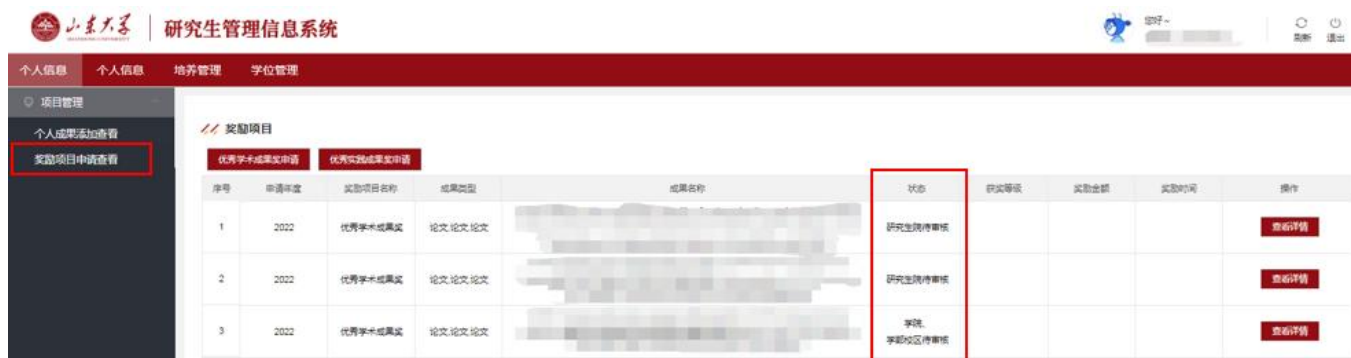 山东大学
研究生管理信息系统
您好~
刷新
退出
个人信息
个人信息
培养管理
学位管理
项目管理
个人成果添加查看
奖励项目申请查看
奖励项目
优秀学术成果奖申请
优秀实践成果奖申请
序号 申请年度 奖励项目名称 成果类型 成果名称 状态 获奖等级 奖励金额 奖励时间 操作
1 2022 优秀学术成果奖 论文,论文,论文 研究生院待审核 查看详情
2 2022 优秀学术成果奖 论文,论文,论文 研究生院待审核 查看详情
3 2022 优秀学术成果奖 论文,论文,论文 学院、
学部校区待审核 查看详情